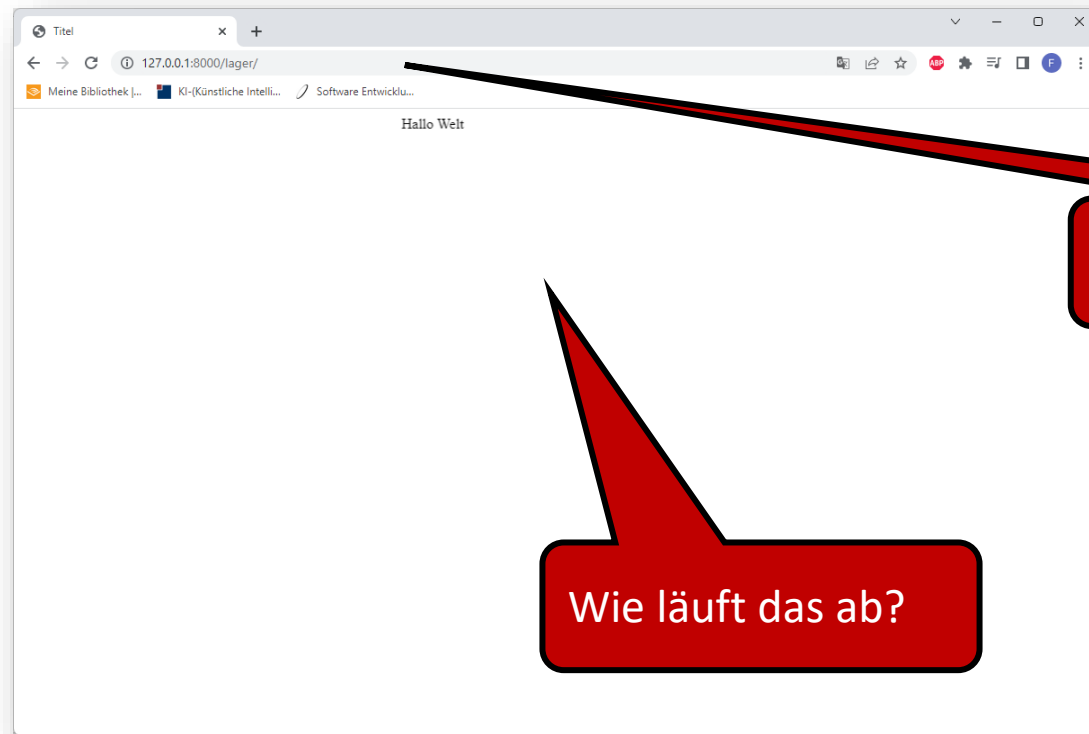 Titel
127.0.0.1:8000/lager/
ABP
F
Meine Bibliothek |...
KI-(Künstliche Intelli...
Software Entwicklu...
Hallo Welt
Wie läuft das ab?